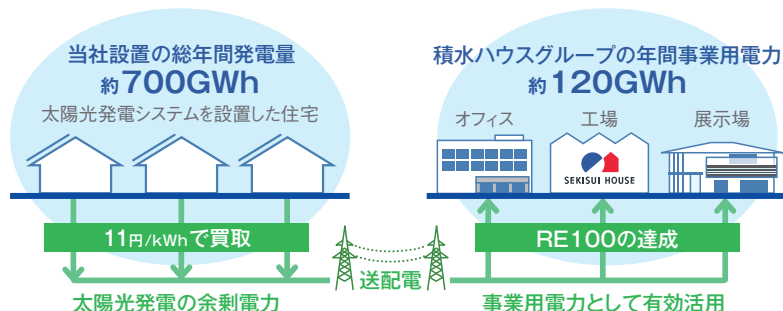 当社設置の総年間発電量
約700GWh
太陽光発電システムを設置した住宅
11円/kWhで買取
太陽光発電の余剰電力
送配電
積水ハウスグループの年間事業用電力
約120GWh
オフィス
工場
展示場
SEKISUI HOUSE
RE100の達成
事業用電力として有効活用